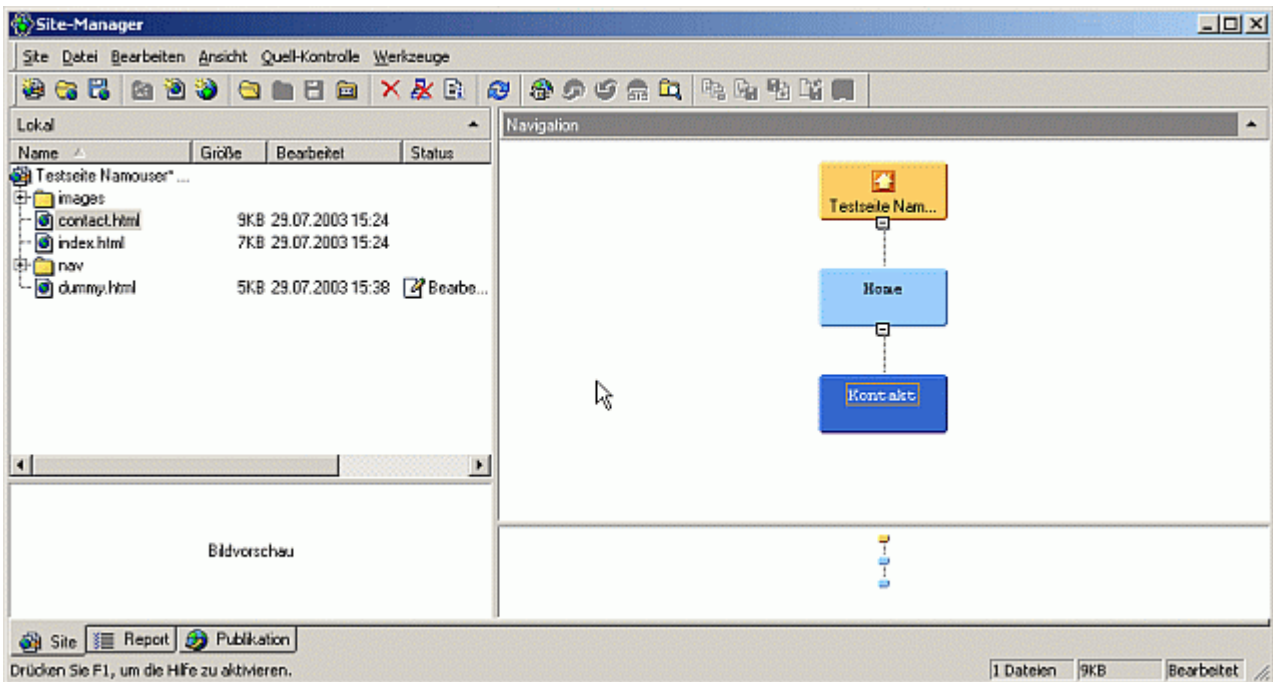 Site-Manager
Site Datei Bearbeiten Ansicht Quell-Kontrolle Werkzeuge
Lokal
Name Größe Bearbeitet Status
Testseite Namouser* ...
images
contact.html 9KB 29.07.2003 15:24
index.html 7KB 29.07.2003 15:24
nav
dummy.html 5KB 29.07.2003 15:38 Bearbe...
Bildvorschau
Navigation
Testseite Nam...
Home
Kontakt
Site Report Publikation
Drücken Sie F1, um die Hilfe zu aktivieren. 1 Dateien 9KB Bearbeitet